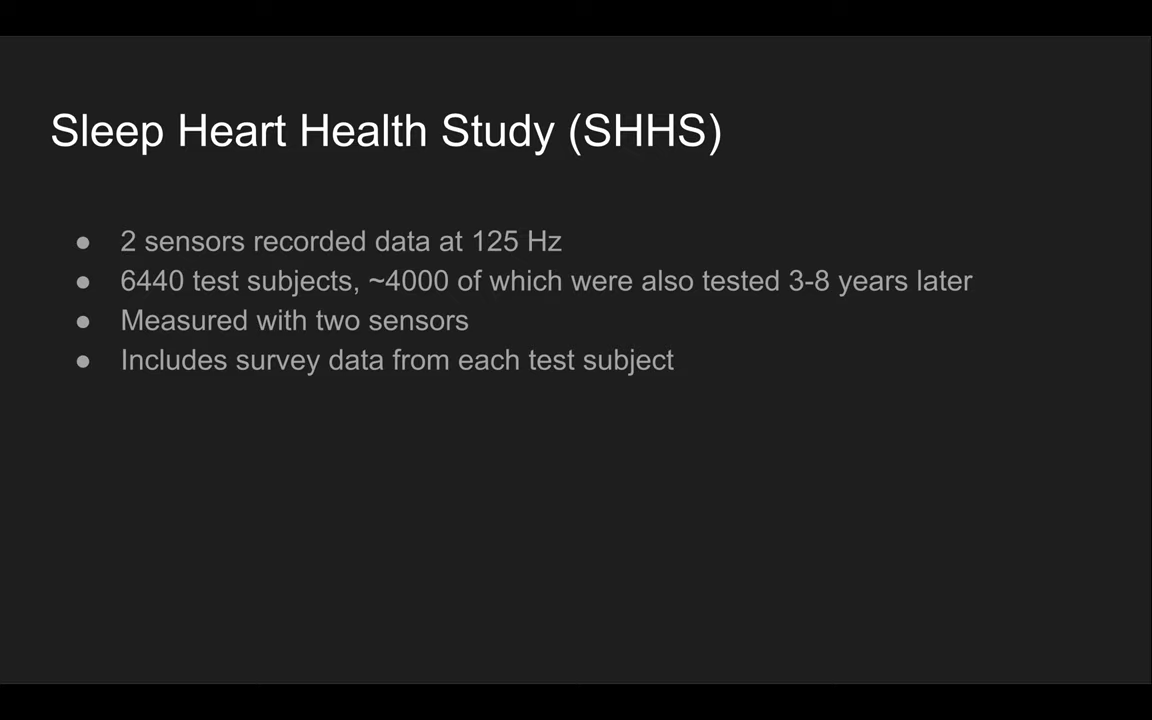 Sleep Heart Health Study (SHHS)
● 2 sensors recorded data at 125 Hz
● 6440 test subjects, ~4000 of which were also tested 3-8 years later
● Measured with two sensors
● Includes survey data from each test subject